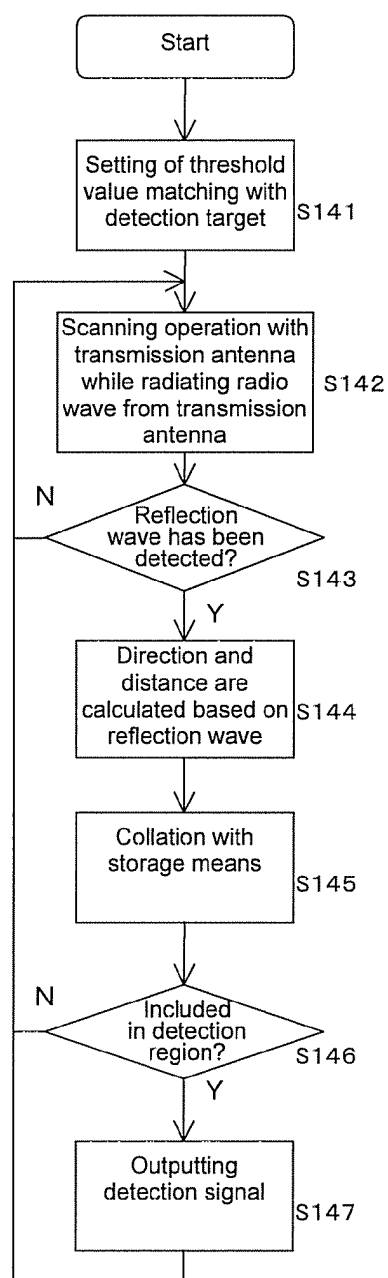 Start
Setting of threshold
value matching with
detection target
S141
Scanning operation with
transmission antenna
while radiating radio
wave from transmission
antenna
S142
N
Reflection
wave has been
detected?
S143
Y
Direction and
distance are
calculated based on
reflection wave
S144
Collation with
storage means
S145
N
Included
in detection
region?
S146
Y
Outputting
detection signal
S147